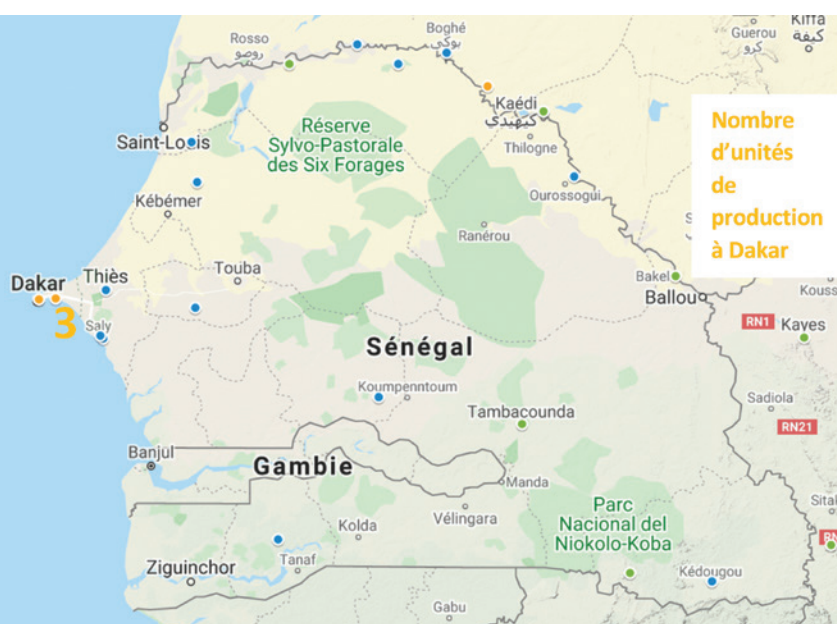 Kiffa
كيفة
Guerou
كرو
Boghé
بوكي
Rosso
روصو
Kaédi
كيهيدي
Thilogne
Nombre
d'unités
de
production
à Dakar
Saint-Louis
Réserve
Sylvo-Pastorale
des Six Forages
Ourossogui
Kébémer
Ranérou
Touba
Thiès
Dakar
3
Saly
Bakel
Ballou
Kouss
RN1
Kayes
Sénégal
Koumpenntoum
Tambacounda
Sadiola
RN21
Banjul
Gambie
Manda
Parc
Nacional del
Niokolo-Koba
Vélingara
Kolda
Sital
Tanaf
Ziguinchor
Kédougou
Gabu